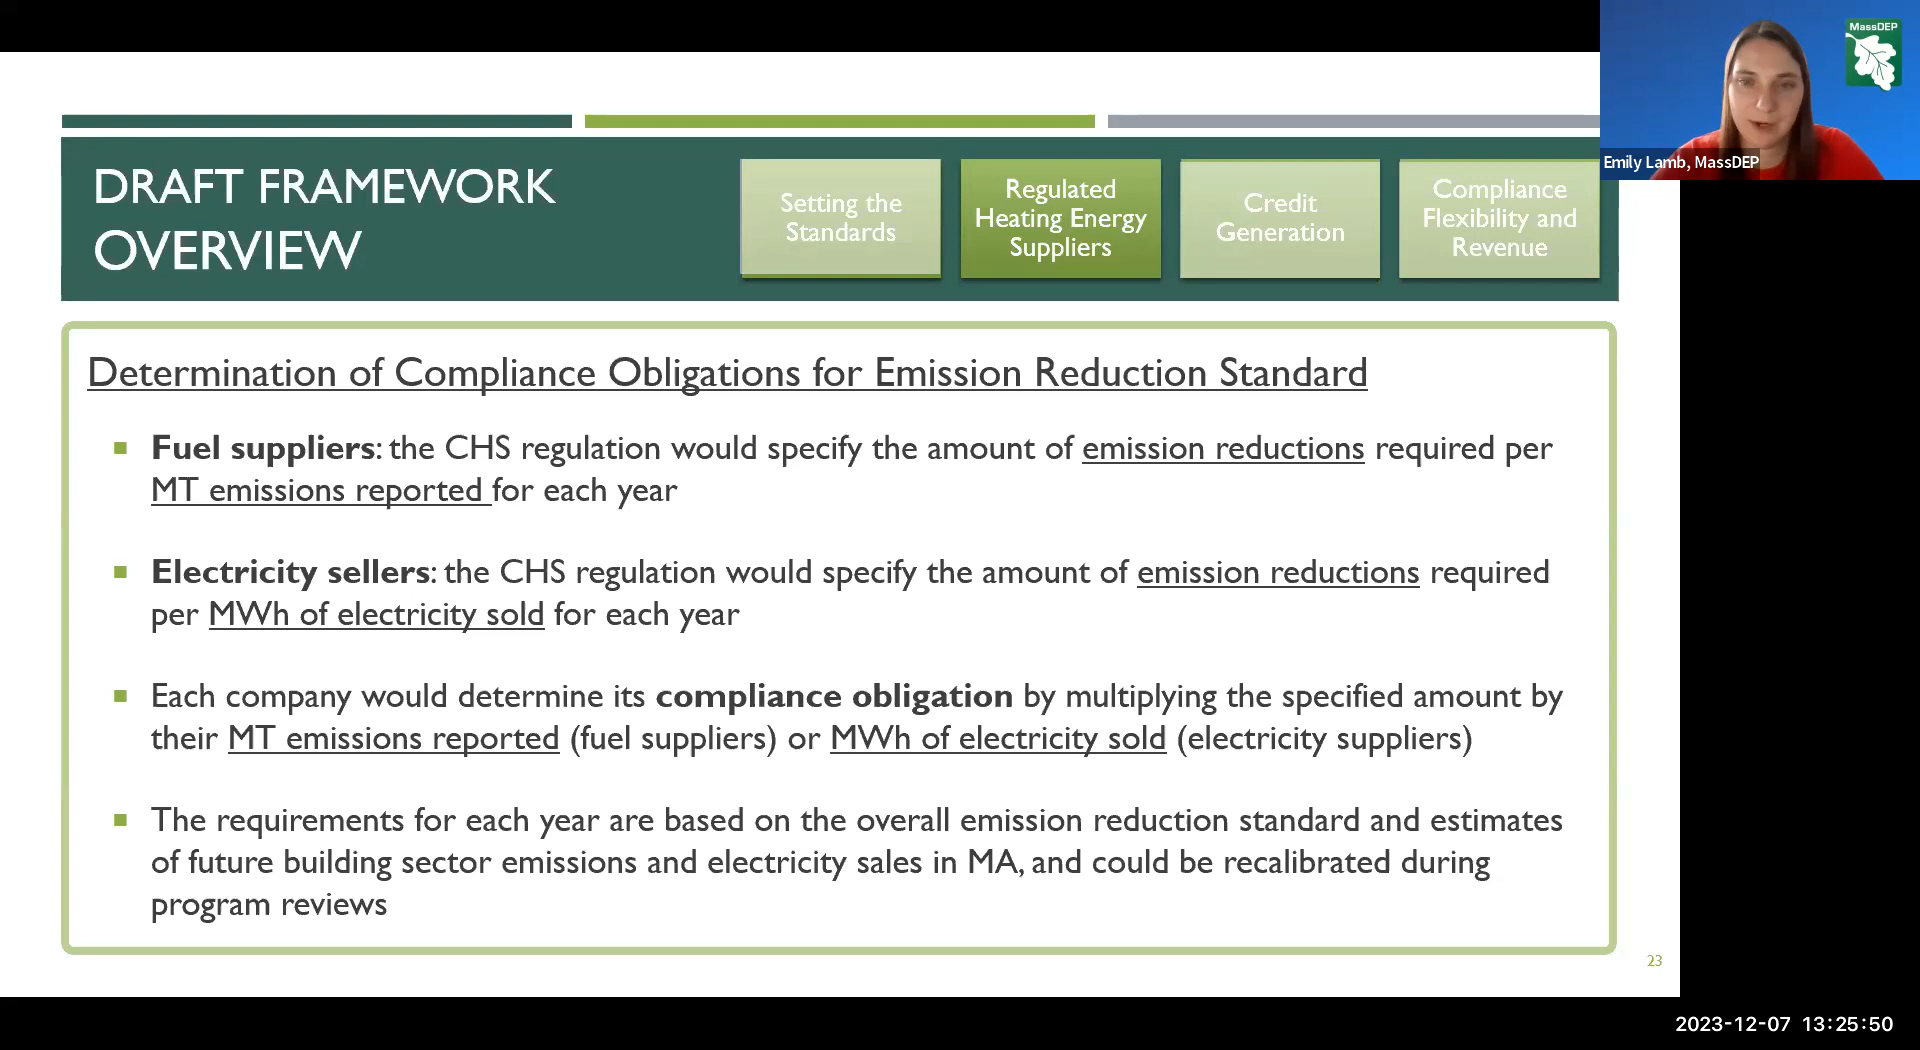 MassDEP
Emily Lamb, MassDEP
DRAFT FRAMEWORK
OVERVIEW
Setting the
Standards
Regulated
Heating Energy
Suppliers
Credit
Generation
Compliance
Flexibility and
Revenue
Determination of Compliance Obligations for Emission Reduction Standard
▪ Fuel suppliers: the CHS regulation would specify the amount of emission reductions required per
MT emissions reported for each year
▪ Electricity sellers: the CHS regulation would specify the amount of emission reductions required
per MWh of electricity sold for each year
▪ Each company would determine its compliance obligation by multiplying the specified amount by
their MT emissions reported (fuel suppliers) or MWh of electricity sold (electricity suppliers)
▪ The requirements for each year are based on the overall emission reduction standard and estimates
of future building sector emissions and electricity sales in MA, and could be recalibrated during
program reviews
23
2023-12-07 13:25:50